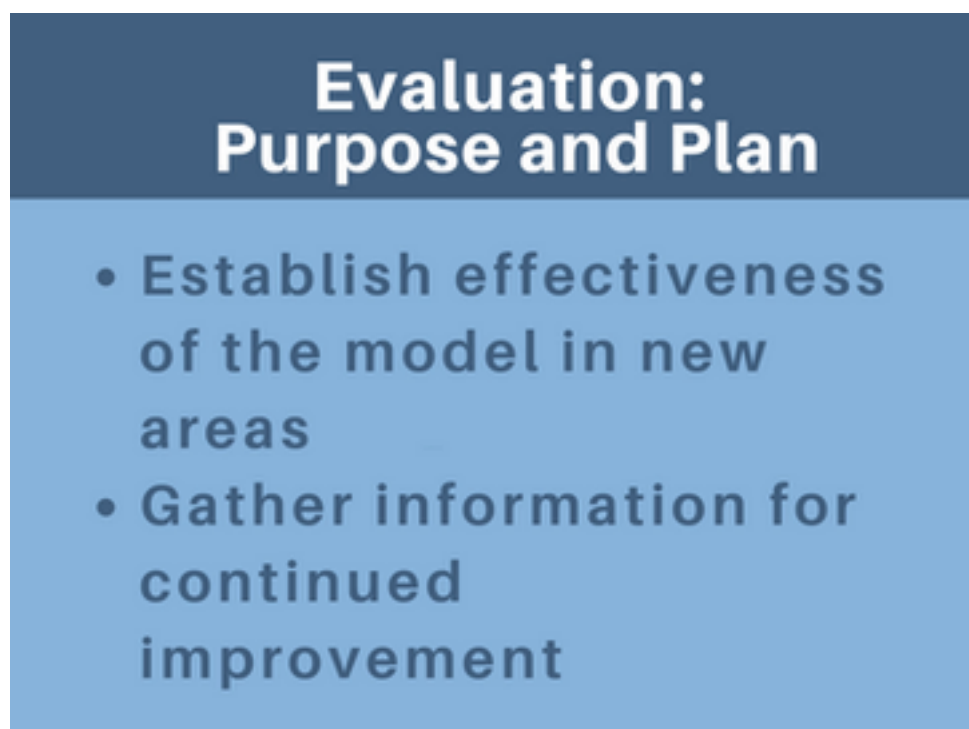 Evaluation:
Purpose and Plan
• Establish effectiveness
of the model in new
areas
• Gather information for
continued
improvement